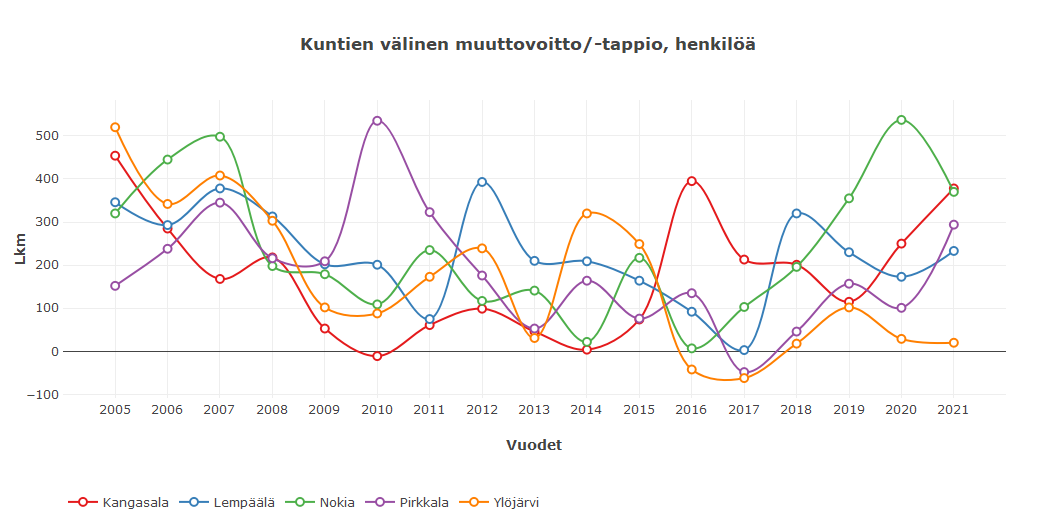 Kuntien välinen muuttovoitto/-tappio, henkilöä
Lkm
500
400
300
200
100
0
−100
2005 2006 2007 2008 2009 2010 2011 2012 2013 2014 2015 2016 2017 2018 2019 2020 2021
Vuodet
Kangasala Lempäälä Nokia Pirkkala Ylöjärvi